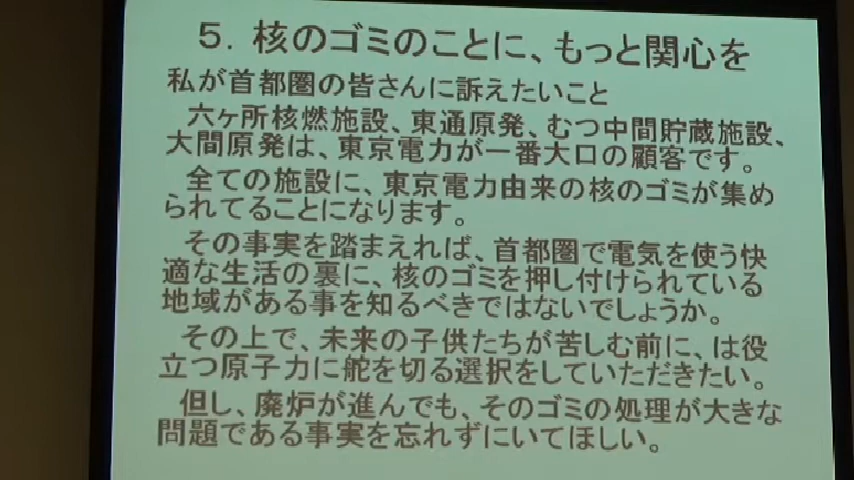 ５．核のゴミのことに、もっと関心を
私が首都圏の皆さんに訴えたいこと
六ヶ所核燃施設、東通原発、むつ中間貯蔵施設、
大間原発は、東京電力が一番大口の顧客です。
全ての施設に、東京電力由来の核のゴミが集め
られてることになります。
その事実を踏まえれば、首都圏で電気を使う快
適な生活の裏に、核のゴミを押し付けられている
地域がある事を知るべきではないでしょうか。
その上で、未来の子供たちが苦しむ前に、は役
立つ原子力に舵を切る選択をしていただきたい。
但し、廃炉が進んでも、そのゴミの処理が大きな
問題である事実を忘れずにいてほしい。